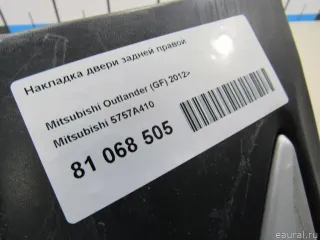 Накладка двери задней правой
Mitsubishi Outlander (GF) 2012>
Mitsubishi 5757A410
81 068 505
eaural.ru